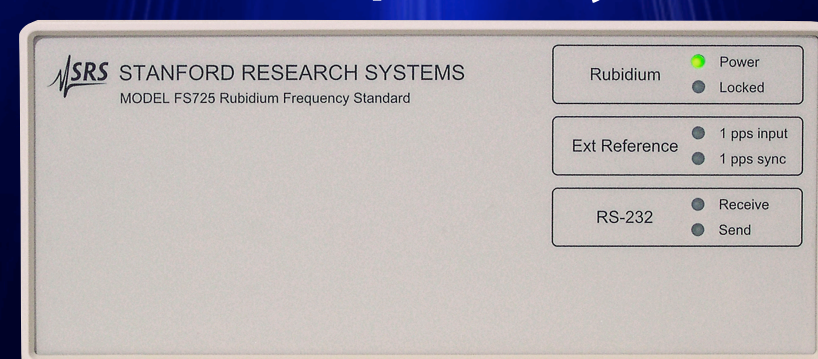 SRS STANFORD RESEARCH SYSTEMS
MODEL FS725 Rubidium Frequency Standard
Rubidium
Power
Locked
Ext Reference
1 pps input
1 pps sync
RS-232
Receive
Send